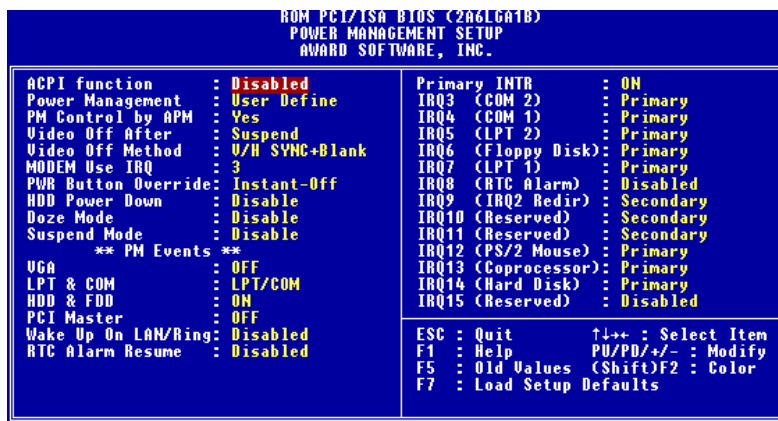 ROM PCI/ISA BIOS (2A6LGA1B)
POWER MANAGEMENT SETUP
AWARD SOFTWARE, INC.
ACPI function : Disabled
Power Management : User Define
PM Control by APM : Yes
Video Off After : Suspend
Video Off Method : V/H SYNC+Blank
MODEM Use IRQ : 3
PWR Button Override: Instant-Off
HDD Power Down : Disable
Doze Mode : Disable
Suspend Mode : Disable
** PM Events **
VGA : OFF
LPT & COM : LPT/COM
HDD & FDD : ON
PCI Master : OFF
Wake Up On LAN/Ring: Disabled
RTC Alarm Resume : Disabled
Primary INTR : ON
IRQ3 (COM 2) : Primary
IRQ4 (COM 1) : Primary
IRQ5 (LPT 2) : Primary
IRQ6 (Floppy Disk): Primary
IRQ7 (LPT 1) : Primary
IRQ8 (RTC Alarm) : Disabled
IRQ9 (IRQ2 Redir) : Secondary
IRQ10 (Reserved) : Secondary
IRQ11 (Reserved) : Secondary
IRQ12 (PS/2 Mouse) : Primary
IRQ13 (Coprocessor): Primary
IRQ14 (Hard Disk) : Primary
IRQ15 (Reserved) : Disabled
ESC : Quit ↑↓→← : Select Item
F1 : Help PU/PD/+/- : Modify
F5 : Old Values (Shift)F2 : Color
F7 : Load Setup Defaults